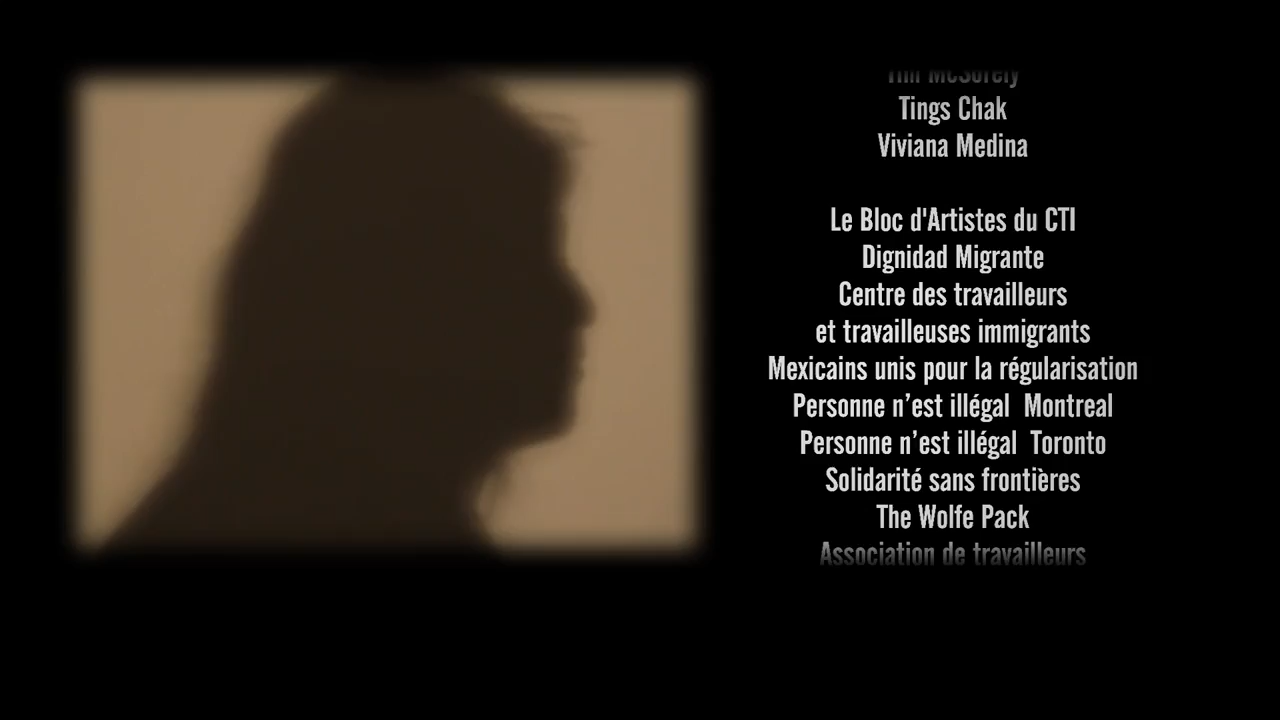 Tim McSorely
Tings Chak
Viviana Medina
Le Bloc d'Artistes du CTI
Dignidad Migrante
Centre des travailleurs
et travailleuses immigrants
Mexicains unis pour la régularisation
Personne n’est illégal Montreal
Personne n’est illégal Toronto
Solidarité sans frontières
The Wolfe Pack
Association de travailleurs